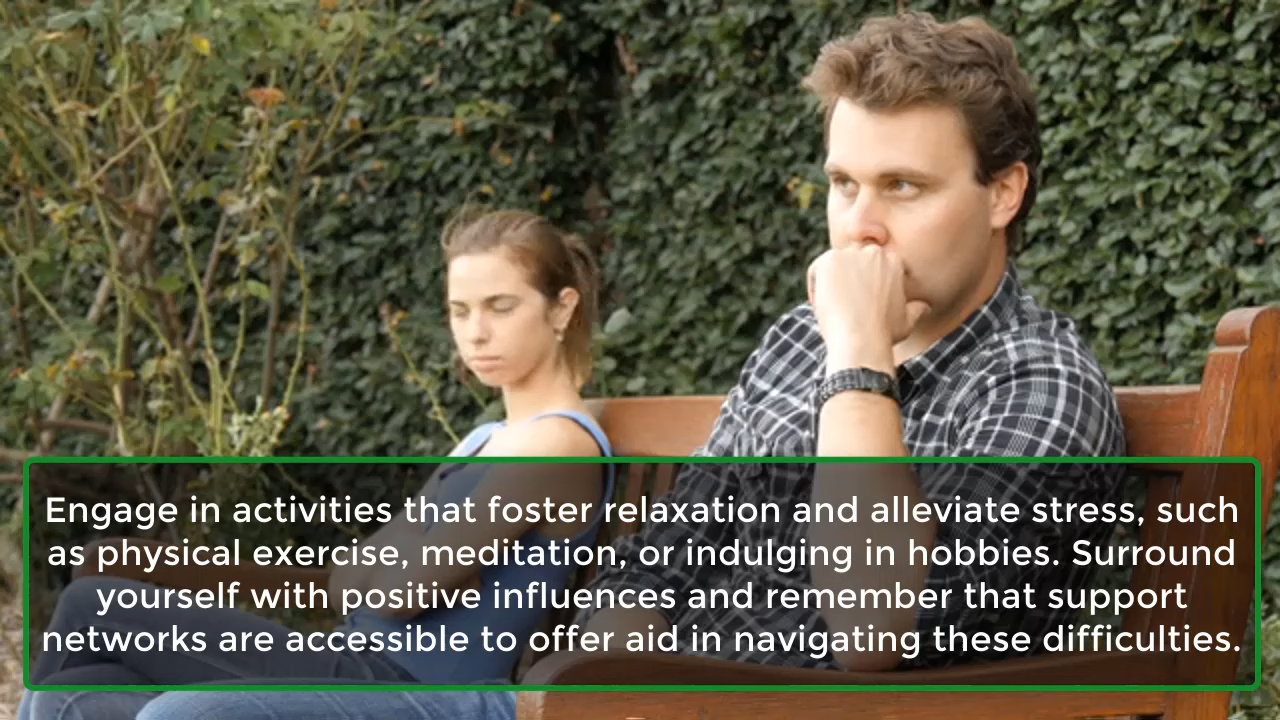 Engage in activities that foster relaxation and alleviate stress, such
as physical exercise, meditation, or indulging in hobbies. Surround
yourself with positive influences and remember that support
networks are accessible to offer aid in navigating these difficulties.